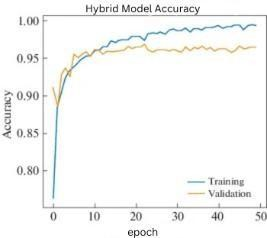 Hybrid Model Accuracy
1.00
0.95
0.90
0.85
0.80
Accuracy
Training
Validation
0 10 20 30 40 50
epoch